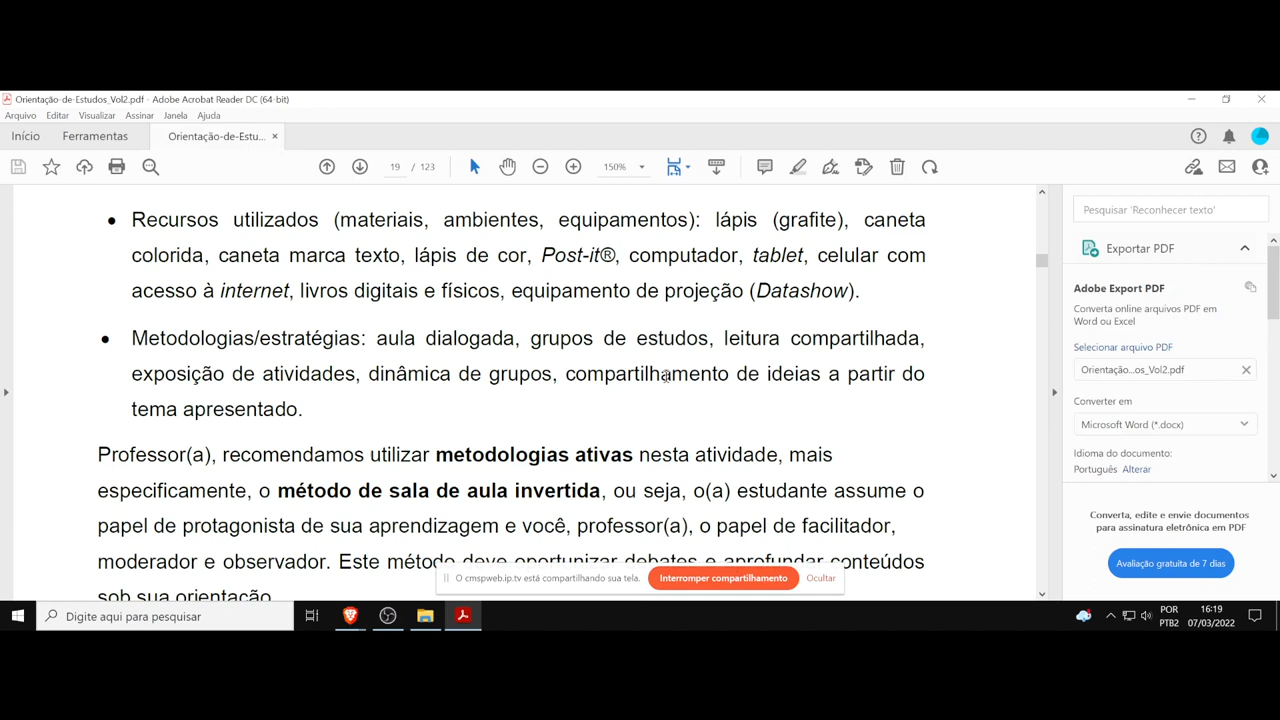 Orientação-de-Estudos_Vol2.pdf - Adobe Acrobat Reader DC (64-bit)
Arquivo Editar Visualizar Assinar Janela Ajuda
Início Ferramentas Orientação-de-Estu... ×
19 / 123 150%
• Recursos utilizados (materiais, ambientes, equipamentos): lápis (grafite), caneta
colorida, caneta marca texto, lápis de cor, Post-it®, computador, tablet, celular com
acesso à internet, livros digitais e físicos, equipamento de projeção (Datashow).
• Metodologias/estratégias: aula dialogada, grupos de estudos, leitura compartilhada,
exposição de atividades, dinâmica de grupos, compartilhamento de ideias a partir do
tema apresentado.
Professor(a), recomendamos utilizar metodologias ativas nesta atividade, mais
especificamente, o método de sala de aula invertida, ou seja, o(a) estudante assume o
papel de protagonista de sua aprendizagem e você, professor(a), o papel de facilitador,
moderador e observador. Este método deve oportunizar debates e aprofundar conteúdos
sob sua orientação.
Pesquisar 'Reconhecer texto'
Exportar PDF
Adobe Export PDF
Converta online arquivos PDF em
Word ou Excel
Selecionar arquivo PDF
Orientação...os_Vol2.pdf
Converter em
Microsoft Word (*.docx)
Idioma do documento:
Português Alterar
Converta, edite e envie documentos
para assinatura eletrônica em PDF
Avaliação gratuita de 7 dias
O cmspweb.ip.tv está compartilhando sua tela. Interromper compartilhamento Ocultar
Digite aqui para pesquisar
POR
PTB2
16:19
07/03/2022